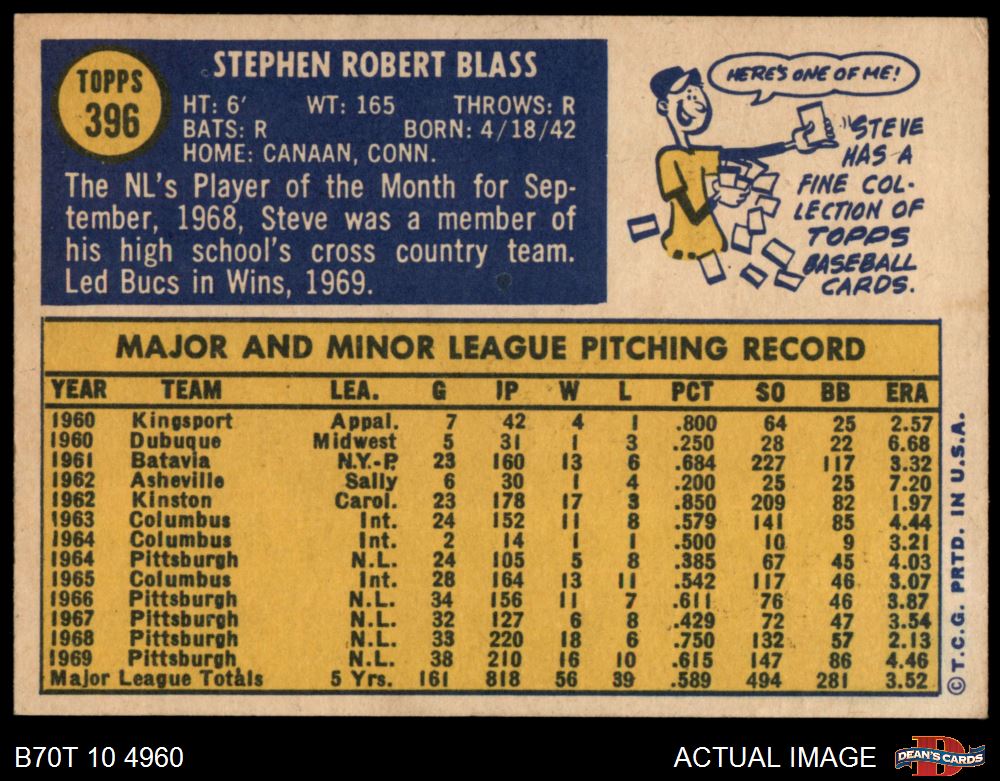 TOPPS
396
STEPHEN ROBERT BLASS
HT: 6' WT: 165 THROWS: R
BATS: R BORN: 4/18/42
HOME: CANAAN, CONN.
The NL's Player of the Month for Sep-
tember, 1968, Steve was a member of
his high school's cross country team.
Led Bucs in Wins, 1969.
HERE'S ONE OF ME!
STEVE
HAS A
FINE COL-
LECTION OF
TOPPS
BASEBALL
CARDS.
MAJOR AND MINOR LEAGUE PITCHING RECORD
YEAR TEAM LEA. G IP W L PCT SO BB ERA
1960 Kingsport Appal. 7 42 4 1 .800 64 25 2.57
1960 Dubuque Midwest 5 31 1 3 .250 28 22 6.68
1961 Batavia N.Y.-P. 23 160 13 6 .684 227 117 3.32
1962 Asheville Sally 6 30 1 4 .200 25 25 7.20
1962 Kinston Carol. 23 178 17 3 .850 209 82 1.97
1963 Columbus Int. 24 152 11 8 .579 141 85 4.44
1964 Columbus Int. 2 14 1 1 .500 10 9 3.21
1964 Pittsburgh N.L. 24 105 5 8 .385 67 45 4.03
1965 Columbus Int. 28 164 13 11 .542 117 46 3.07
1966 Pittsburgh N.L. 34 156 11 7 .611 76 46 3.87
1967 Pittsburgh N.L. 32 127 6 8 .429 72 47 3.54
1968 Pittsburgh N.L. 33 220 18 6 .750 132 57 2.13
1969 Pittsburgh N.L. 38 210 16 10 .615 147 86 4.46
Major League Totals 5 Yrs. 161 818 56 39 .589 494 281 3.52
© T.C.G. PRTD. IN U.S.A.
B70T 10 4960 ACTUAL IMAGE
DEAN'S CARDS